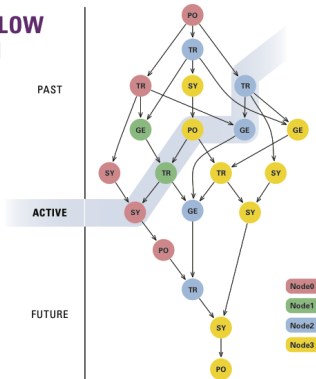 LOW
PO
TR
PAST
TR
SY
TR
GE
PO
GE
GE
SY
TR
TR
SY
ACTIVE
SY
GE
SY
PO
TR
FUTURE
SY
PO
Node0
Node1
Node2
Node3